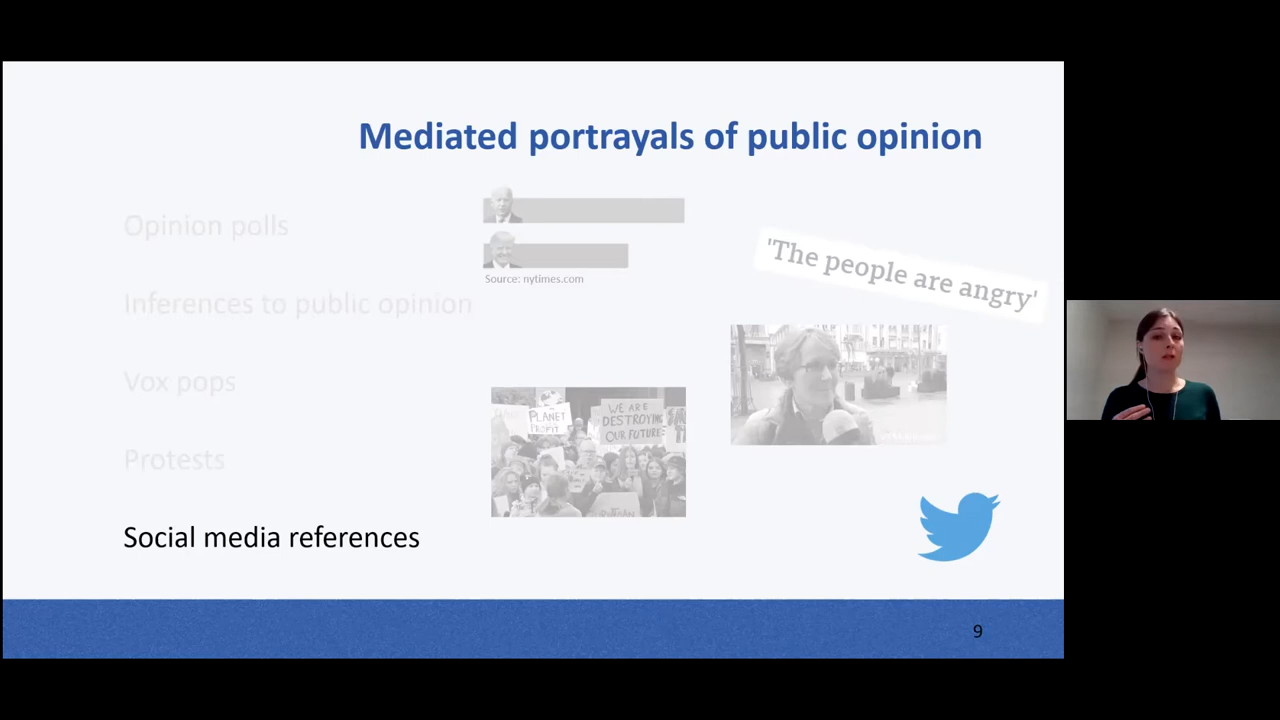 Mediated portrayals of public opinion
Opinion polls
Source: nytimes.com
'The people are angry'
Inferences to public opinion
Vox pops
PLANET
PROFIT
WE ARE
DESTROYING
OUR FUTURE
Protests
Social media references
9